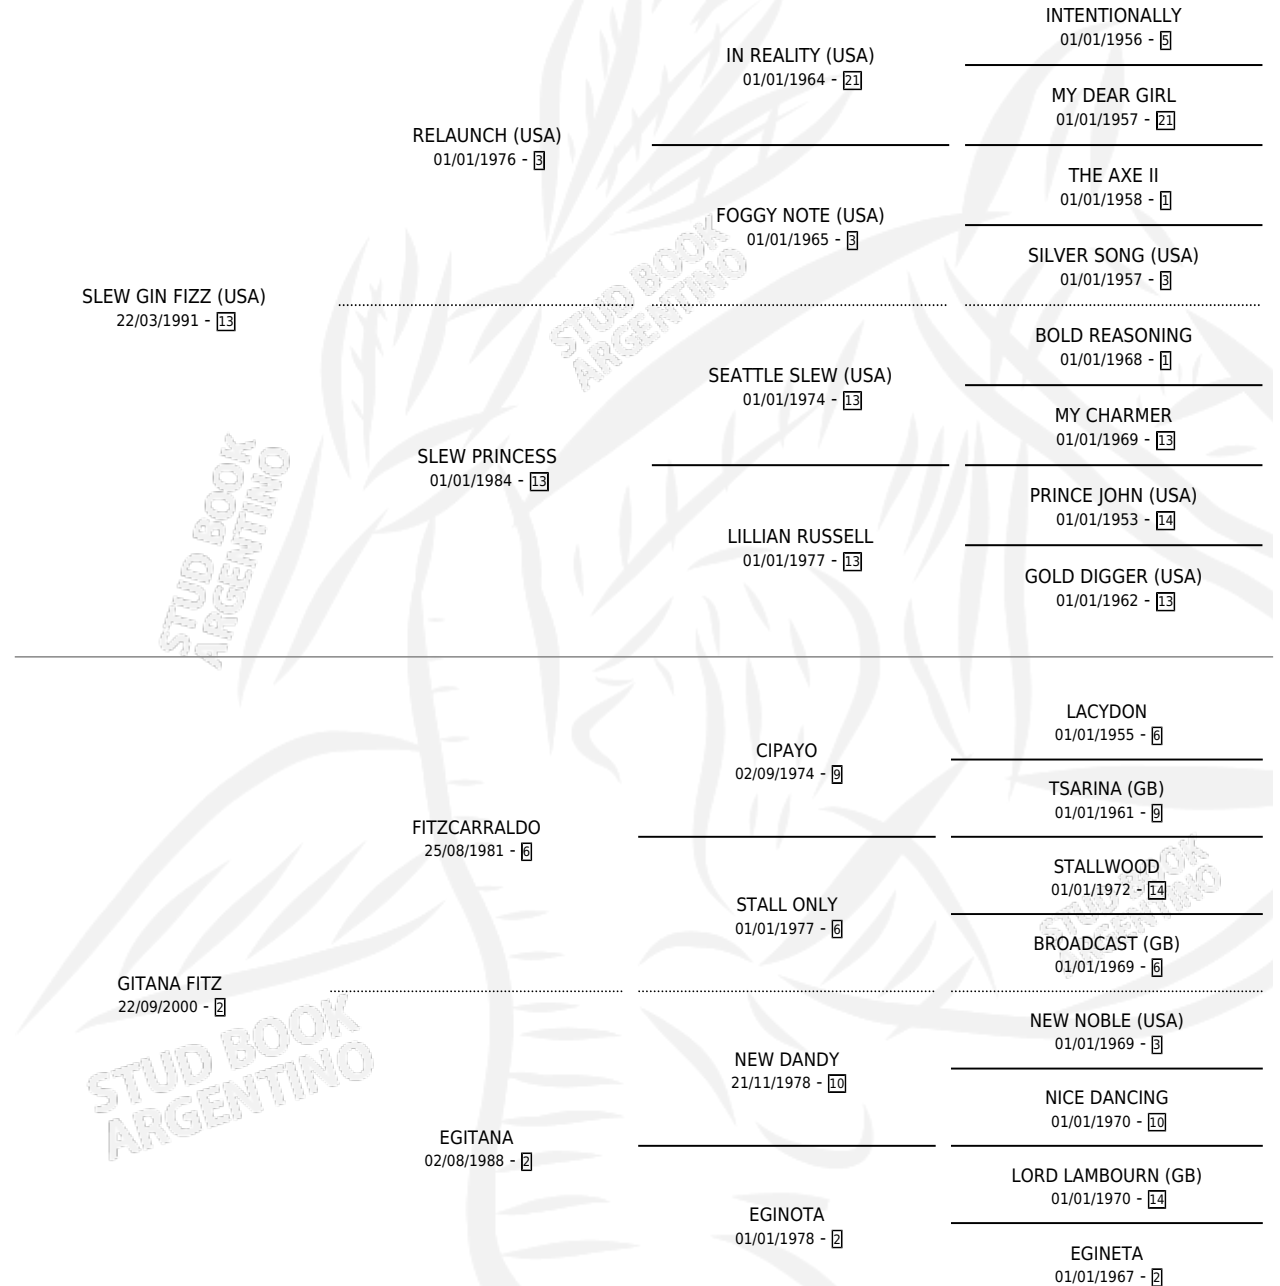 INTENTIONALLY
01/01/1956 - 5
IN REALITY (USA)
01/01/1964 - 21
MY DEAR GIRL
01/01/1957 - 21
RELAUNCH (USA)
01/01/1976 - 3
THE AXE II
01/01/1958 - 1
FOGGY NOTE (USA)
01/01/1965 - 3
SILVER SONG (USA)
01/01/1957 - 3
SLEW GIN FIZZ (USA)
22/03/1991 - 13
BOLD REASONING
01/01/1968 - 1
SEATTLE SLEW (USA)
01/01/1974 - 13
MY CHARMER
01/01/1969 - 13
SLEW PRINCESS
01/01/1984 - 13
PRINCE JOHN (USA)
01/01/1953 - 14
LILLIAN RUSSELL
01/01/1977 - 13
GOLD DIGGER (USA)
01/01/1962 - 13
LACYDON
01/01/1955 - 6
CIPAYO
02/09/1974 - 9
TSARINA (GB)
01/01/1961 - 9
FITZCARRALDO
25/08/1981 - 6
STALLWOOD
01/01/1972 - 14
STALL ONLY
01/01/1977 - 6
BROADCAST (GB)
01/01/1969 - 6
GITANA FITZ
22/09/2000 - 2
NEW NOBLE (USA)
01/01/1969 - 3
NEW DANDY
21/11/1978 - 10
NICE DANCING
01/01/1970 - 10
EGITANA
02/08/1988 - 2
LORD LAMBOURN (GB)
01/01/1970 - 14
EGINOTA
01/01/1978 - 2
EGINETA
01/01/1967 - 2
STUD BOOK
ARGENTINO
STUD BOOK
ARGENTINO
STUD BOOK
ARGENTINO
STUD BOOK
ARGENTINO